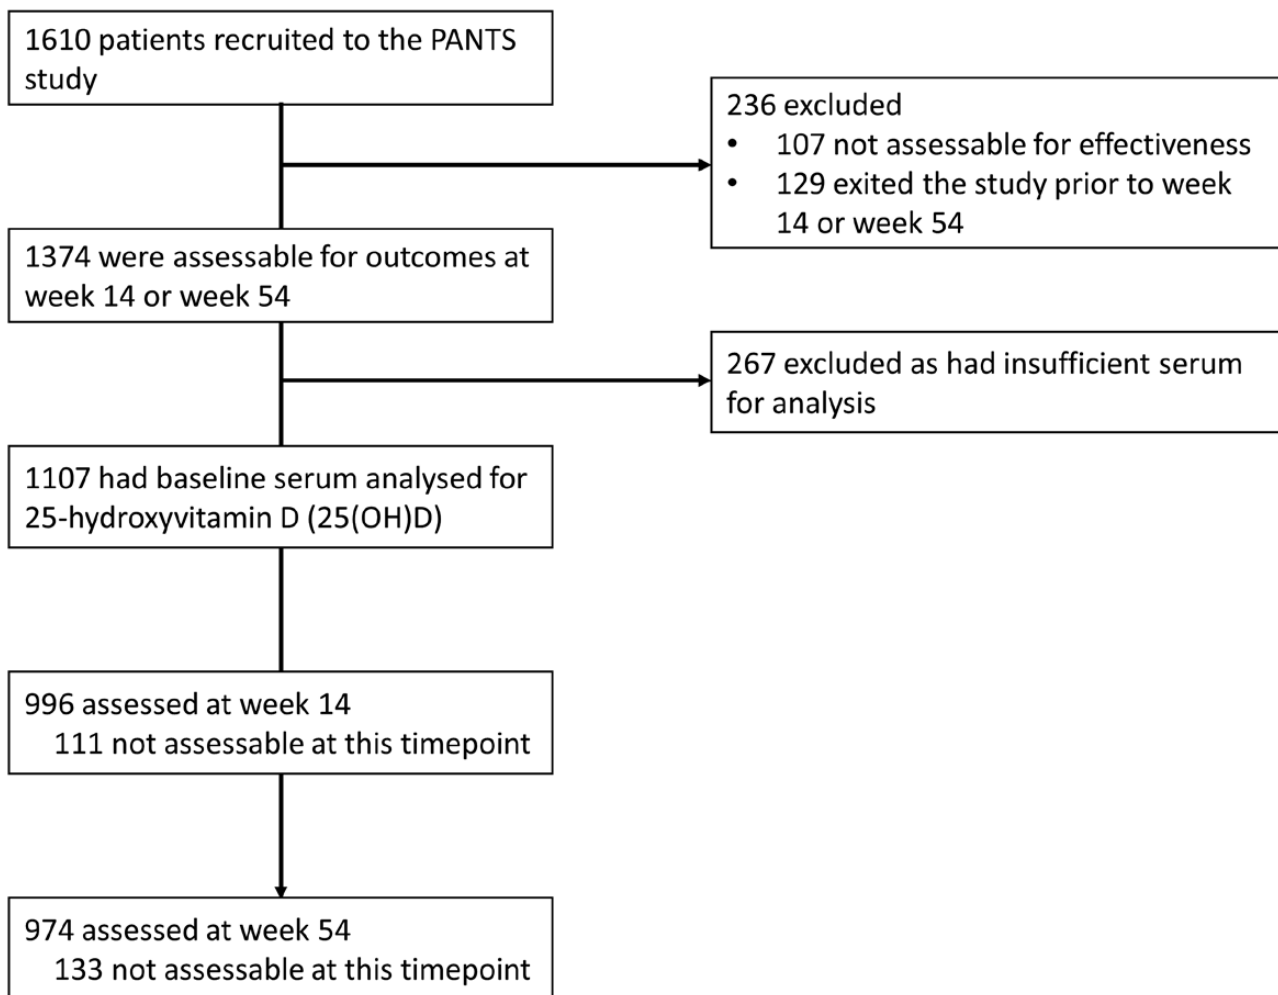 1610 patients recruited to the PANTS
study
236 excluded
• 107 not assessable for effectiveness
• 129 exited the study prior to week
14 or week 54
1374 were assessable for outcomes at
week 14 or week 54
267 excluded as had insufficient serum
for analysis
1107 had baseline serum analysed for
25-hydroxyvitamin D (25(OH)D)
996 assessed at week 14
111 not assessable at this timepoint
974 assessed at week 54
133 not assessable at this timepoint